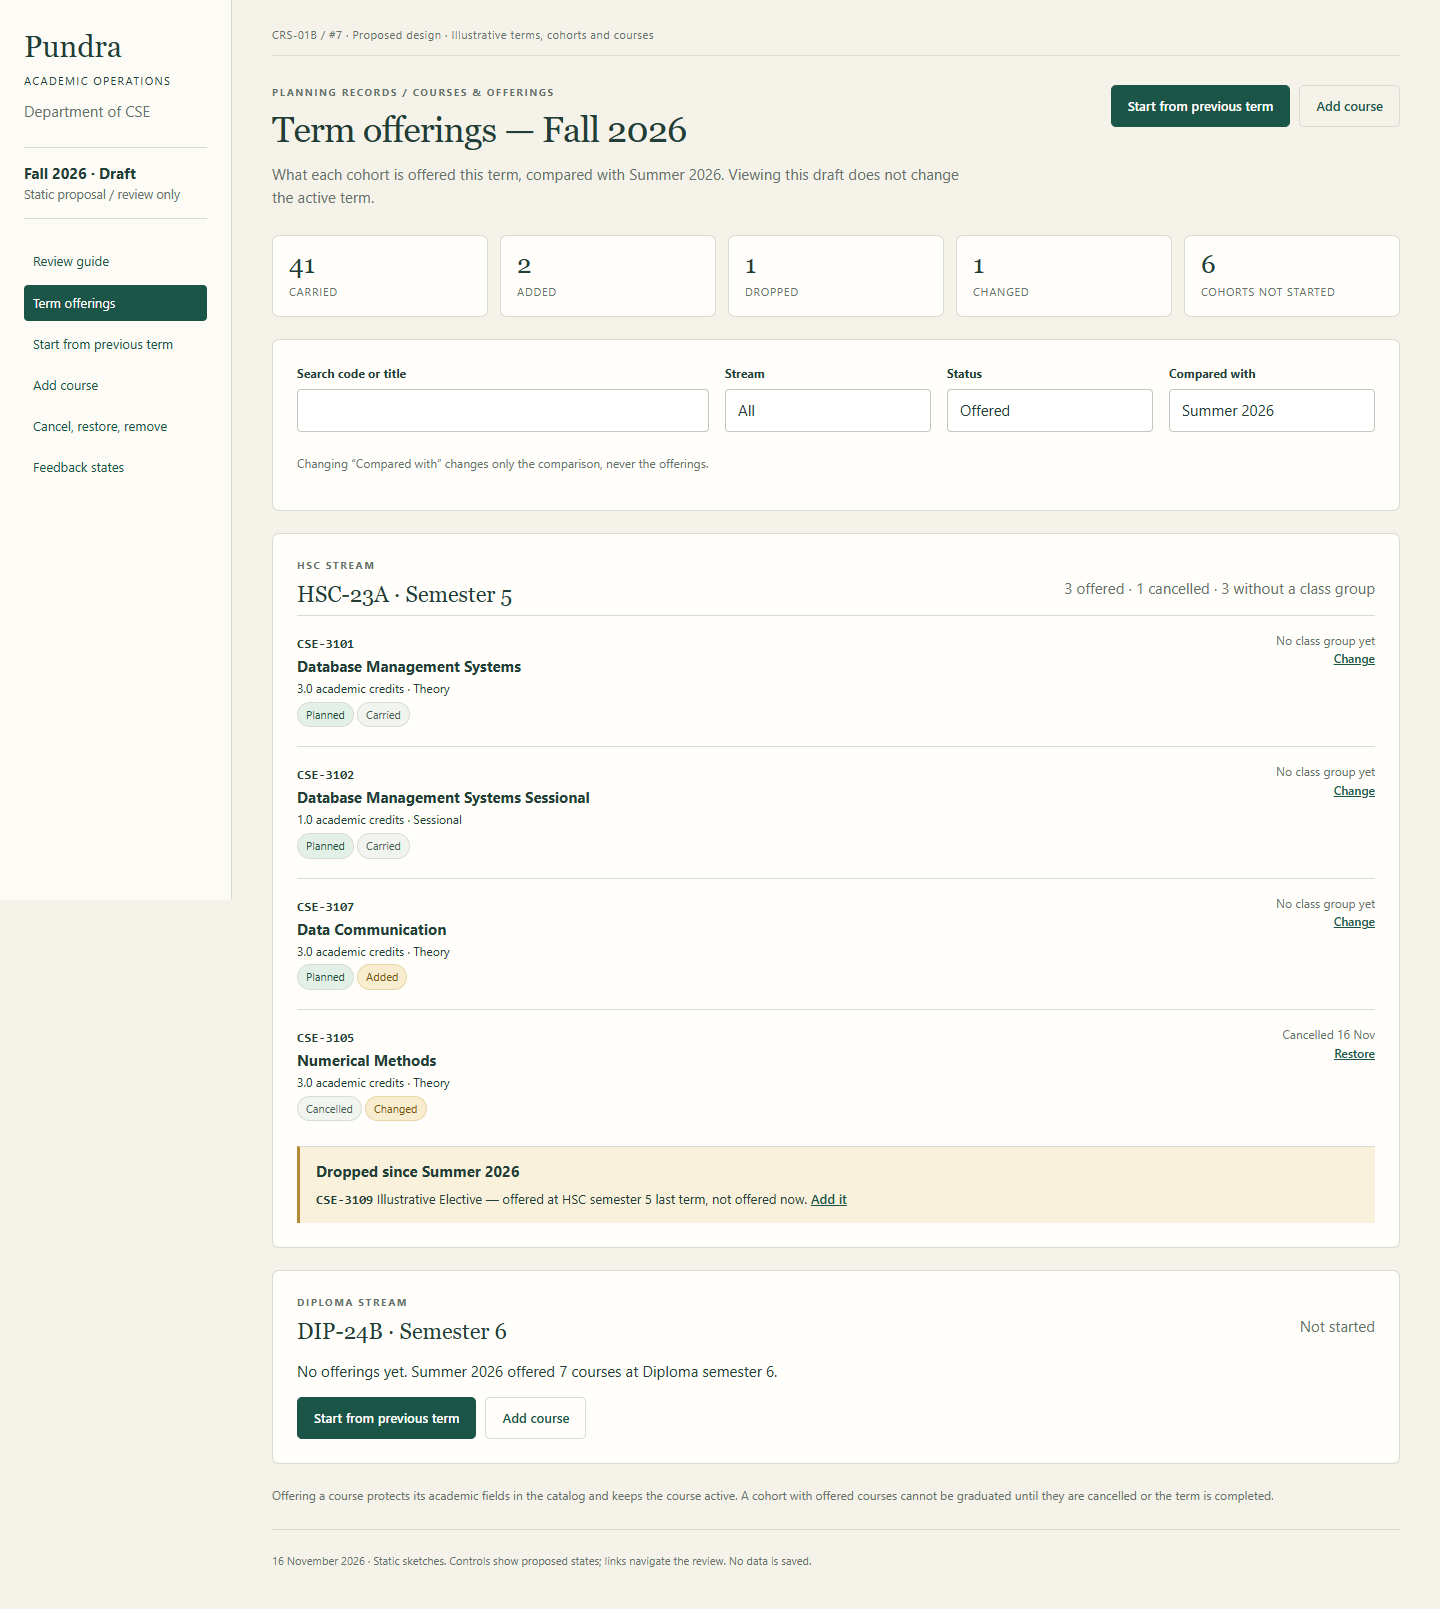 Pundra
ACADEMIC OPERATIONS
Department of CSE
Fall 2026 · Draft
Static proposal / review only
Review guide
Term offerings
Start from previous term
Add course
Cancel, restore, remove
Feedback states
CRS-01B / #7 · Proposed design · Illustrative terms, cohorts and courses
PLANNING RECORDS / COURSES & OFFERINGS
Term offerings — Fall 2026
Start from previous term
Add course
What each cohort is offered this term, compared with Summer 2026. Viewing this draft does not change
the active term.
41
CARRIED
2
ADDED
1
DROPPED
1
CHANGED
6
COHORTS NOT STARTED
Search code or title
Stream
All
Status
Offered
Compared with
Summer 2026
Changing “Compared with” changes only the comparison, never the offerings.
HSC STREAM
HSC-23A · Semester 5
3 offered · 1 cancelled · 3 without a class group
CSE-3101
Database Management Systems
3.0 academic credits · Theory
Planned
Carried
No class group yet
Change
CSE-3102
Database Management Systems Sessional
1.0 academic credits · Sessional
Planned
Carried
No class group yet
Change
CSE-3107
Data Communication
3.0 academic credits · Theory
Planned
Added
No class group yet
Change
CSE-3105
Numerical Methods
3.0 academic credits · Theory
Cancelled
Changed
Cancelled 16 Nov
Restore
Dropped since Summer 2026
CSE-3109 Illustrative Elective — offered at HSC semester 5 last term, not offered now. Add it
DIPLOMA STREAM
DIP-24B · Semester 6
Not started
No offerings yet. Summer 2026 offered 7 courses at Diploma semester 6.
Start from previous term
Add course
Offering a course protects its academic fields in the catalog and keeps the course active. A cohort with offered courses cannot be graduated until they are cancelled or the term is completed.
16 November 2026 · Static sketches. Controls show proposed states; links navigate the review. No data is saved.